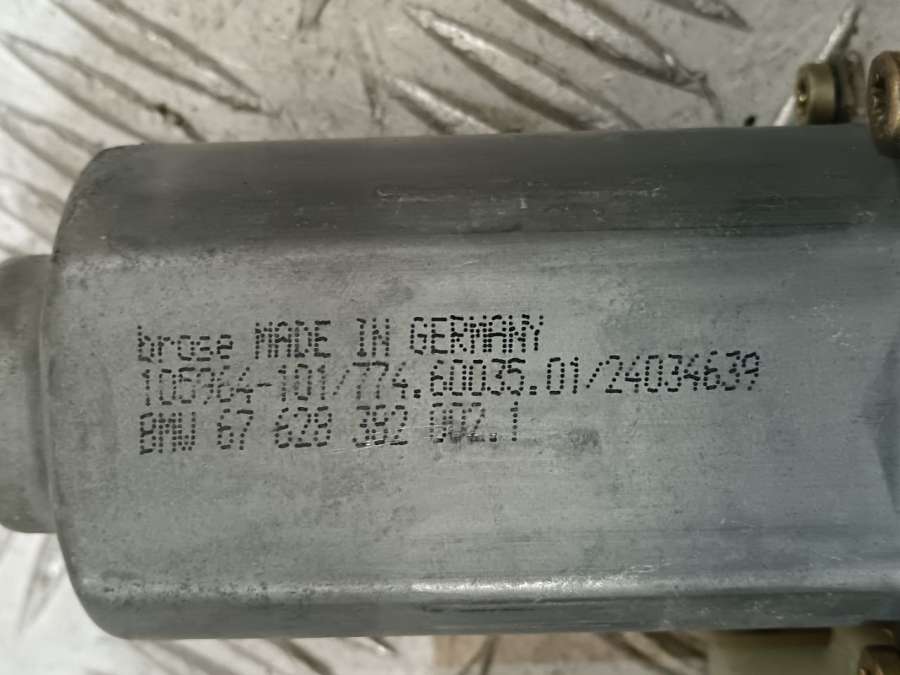 brose MADE IN GERMANY
105964-101/774.60035.01/24034639
BMW 67 628 382 002.1